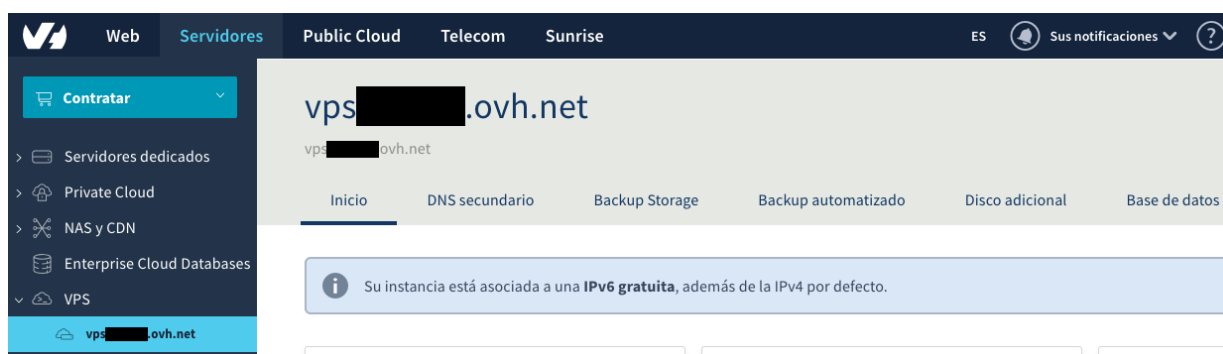 Web Servidores Public Cloud Telecom Sunrise ES Sus notificaciones ?
Contratar
vps .ovh.net
vps ovh.net
Servidores dedicados
Private Cloud
NAS y CDN
Enterprise Cloud Databases
VPS
vps .ovh.net
Inicio DNS secundario Backup Storage Backup automatizado Disco adicional Base de datos
Su instancia está asociada a una IPv6 gratuita, además de la IPv4 por defecto.